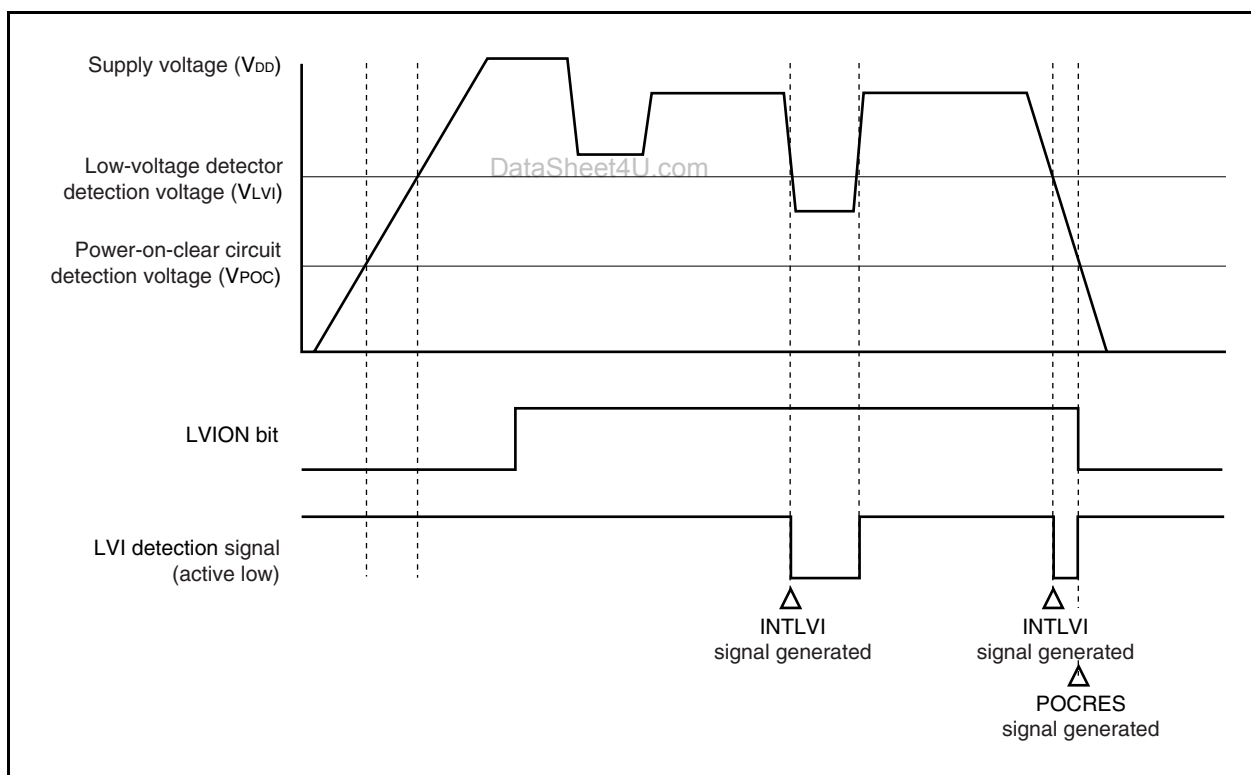 Supply voltage (VDD)
Low-voltage detector
detection voltage (VLVI)
DataSheet4U.com
Power-on-clear circuit
detection voltage (VPOC)
LVION bit
LVI detection signal
(active low)
INTLVI
signal generated
INTLVI
signal generated
POCRES
signal generated